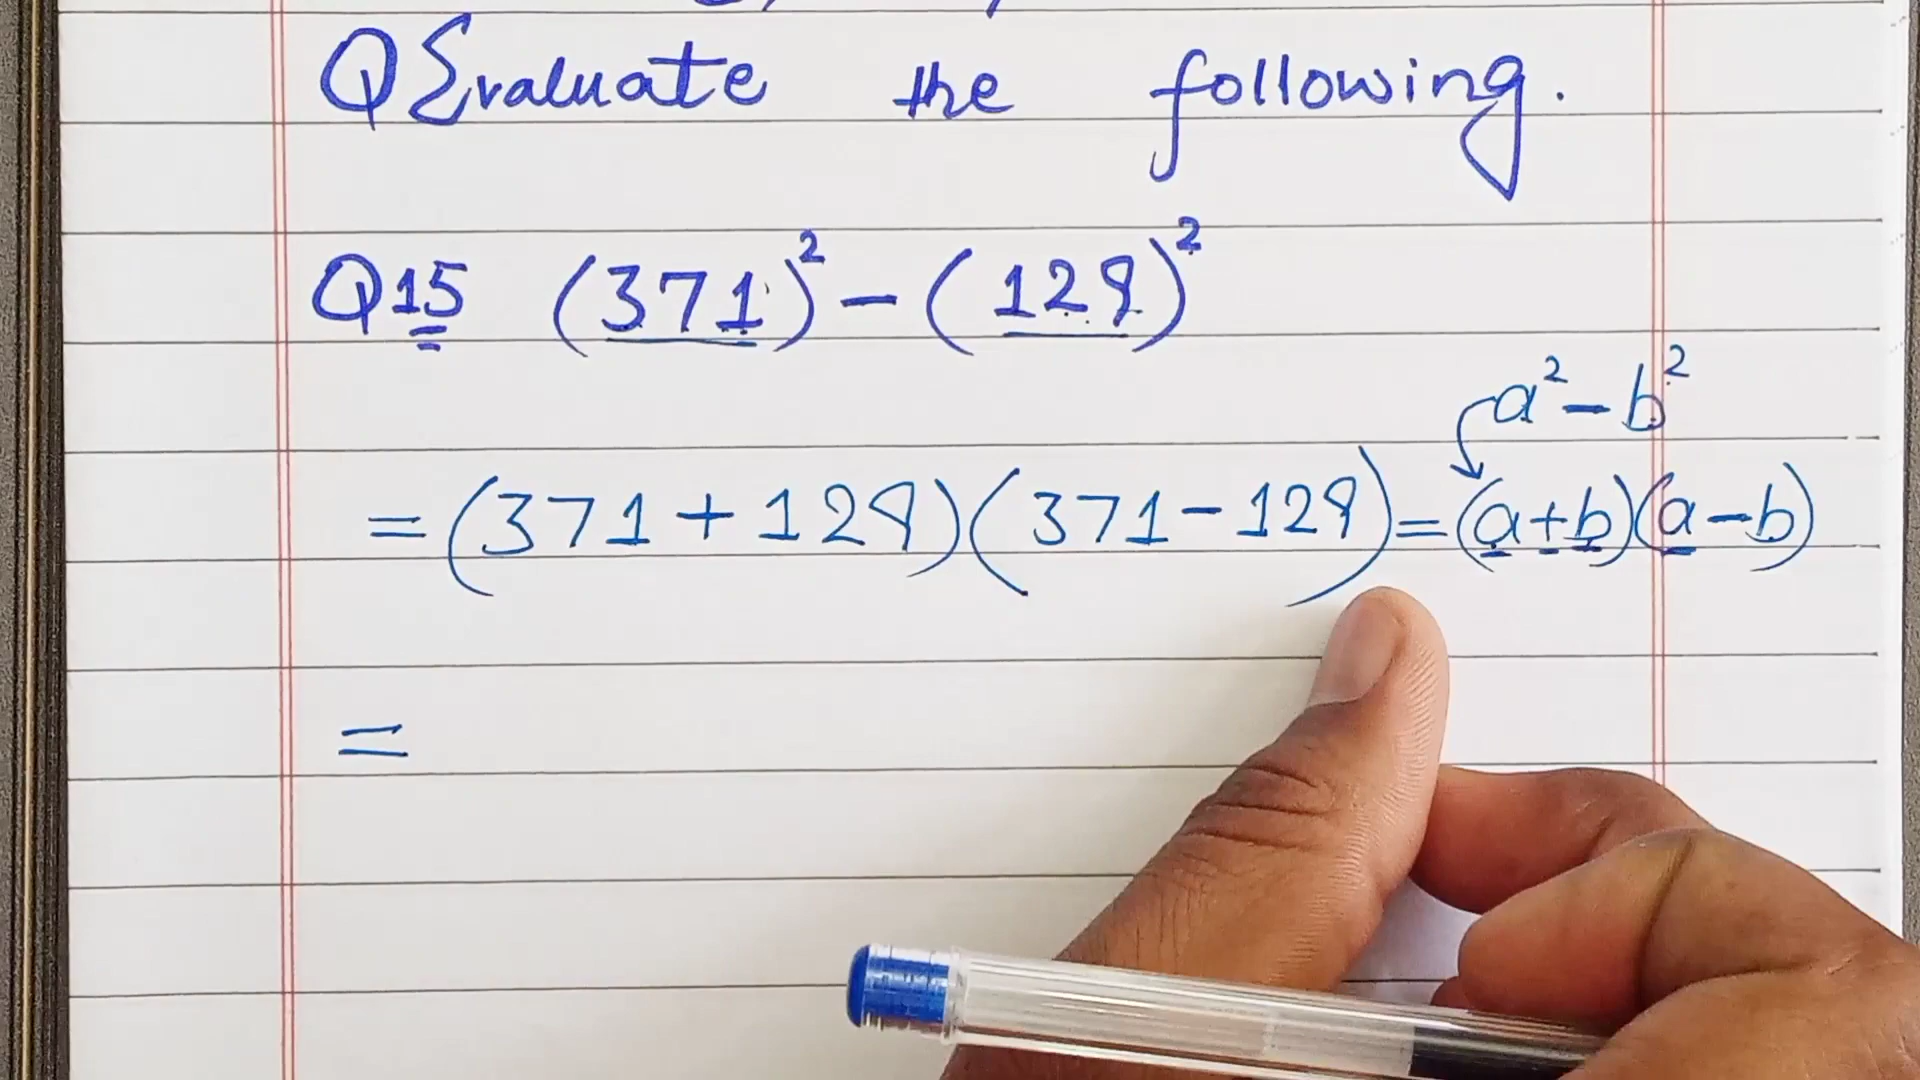 Q Evaluate the following.
Q15 (371)² - (129)²
a² - b²
= (371 + 129)(371 - 129) = (a+b)(a-b)
=